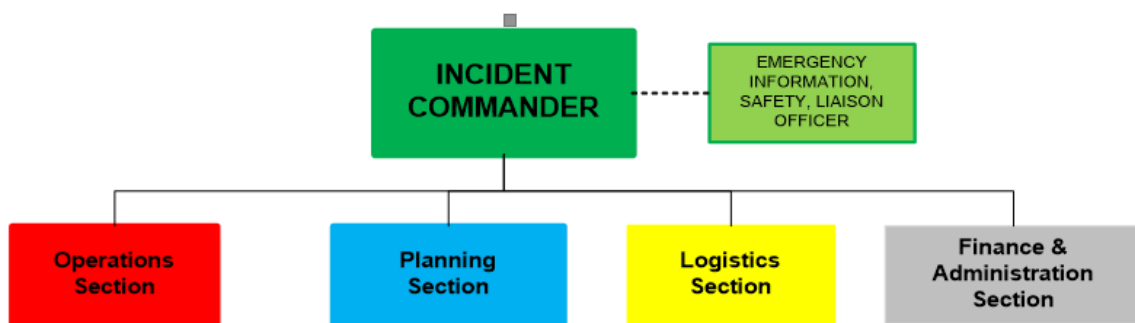 INCIDENT
COMMANDER
EMERGENCY
INFORMATION,
SAFETY, LIAISON
OFFICER
Operations
Section
Planning
Section
Logistics
Section
Finance &
Administration
Section